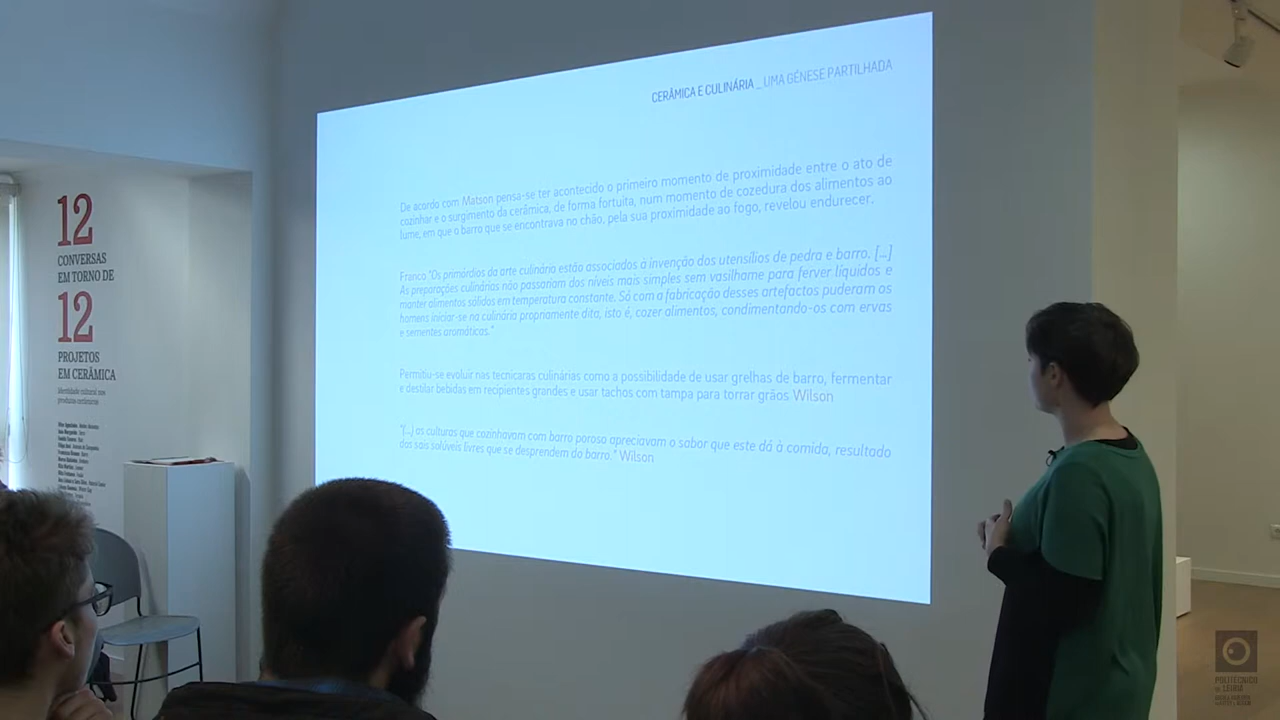 CERÂMICA E CULINÁRIA _ UMA GÉNESE PARTILHADA
De acordo com Matson pensa-se ter acontecido o primeiro momento de proximidade entre o ato de
cozinhar e o surgimento da cerâmica, de forma fortuita, num momento de cozedura dos alimentos ao
lume, em que o barro que se encontrava no chão, pela sua proximidade ao fogo, revelou endurecer.
Franco "Os primórdios da arte culinária estão associados à invenção dos utensílios de pedra e barro. [...]
As preparações culinárias não passariam dos níveis mais simples sem vasilhame para ferver líquidos e
manter alimentos sólidos em temperatura constante. Só com a fabricação desses artefactos puderam os
homens iniciar-se na culinária propriamente dita, isto é, cozer alimentos, condimentando-os com ervas
e sementes aromáticas."
Permitiu-se evoluir nas tecnicaras culinárias como a possibilidade de usar grelhas de barro, fermentar
e destilar bebidas em recipientes grandes e usar tachos com tampa para torrar grãos Wilson
"(...) as culturas que cozinhavam com barro poroso apreciavam o sabor que este dá à comida, resultado
das sais solúveis livres que se desprendem do barro." Wilson
12
CONVERSAS
EM TORNO DE
12
PROJETOS
EM CERÂMICA
Identidade cultural nos
produtos cerâmicos
POLITÉCNICO
DE LEIRIA